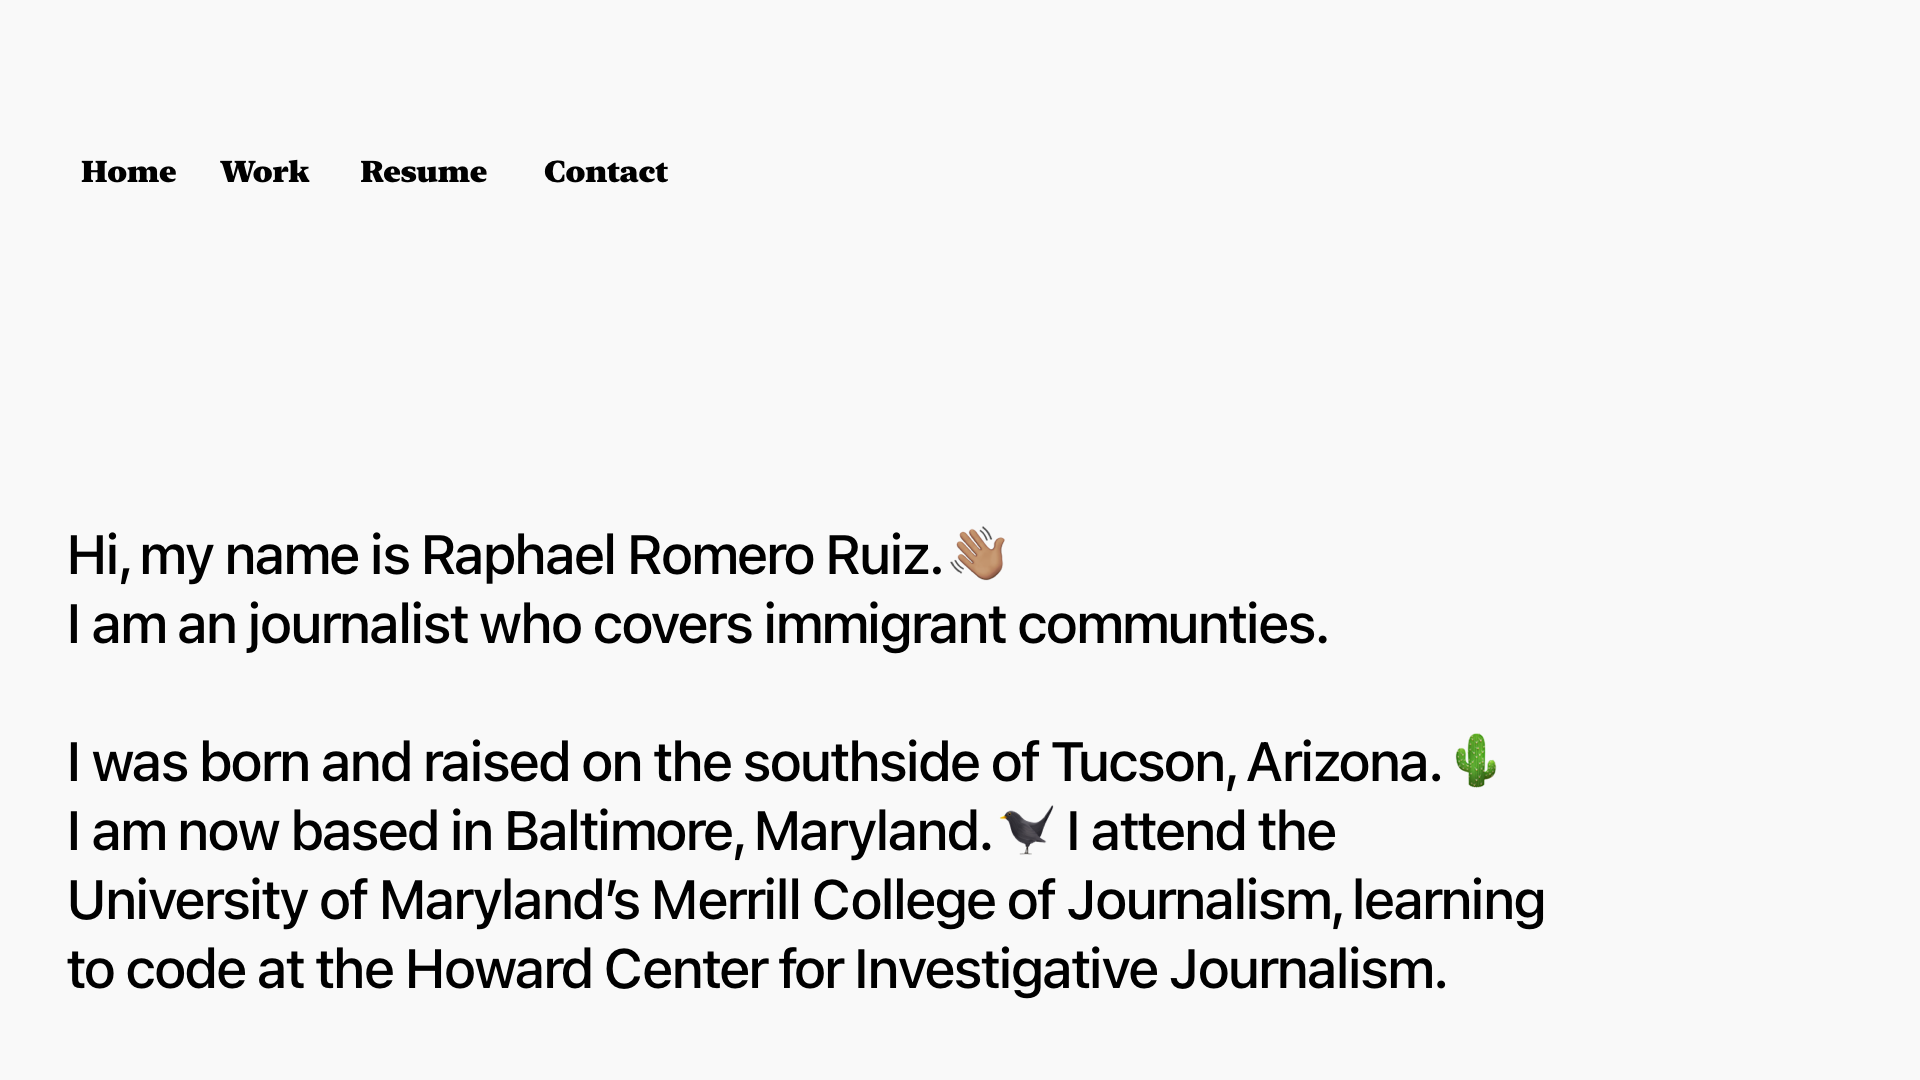 Home Work Resume Contact
Hi, my name is Raphael Romero Ruiz. 👋🏽
I am an journalist who covers immigrant communties.
I was born and raised on the southside of Tucson, Arizona. 🌵
I am now based in Baltimore, Maryland. 🐦‍⬛ I attend the
University of Maryland’s Merrill College of Journalism, learning
to code at the Howard Center for Investigative Journalism.